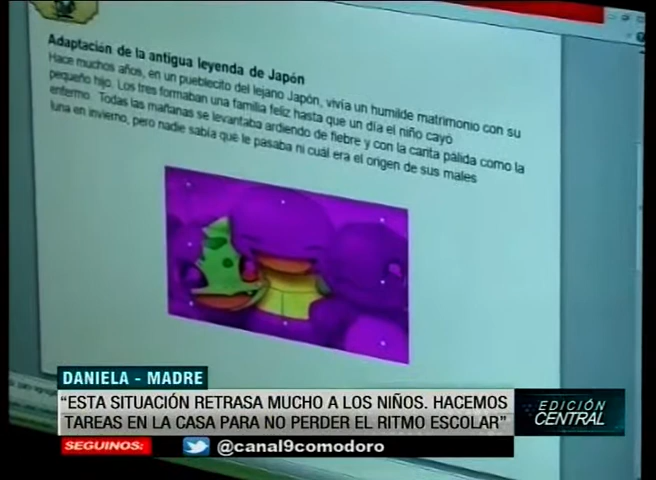 Adaptación de la antigua leyenda de Japón
Hace muchos años, en un pueblecito del lejano Japón, vivía un humilde matrimonio con su
pequeño hijo. Los tres formaban una familia feliz hasta que un día el niño cayó
enfermo. Todas las mañanas se levantaba ardiendo de fiebre y con la carita pálida como la
luna en invierno, pero nadie sabía qué le pasaba ni cuál era el origen de sus males
DANIELA - MADRE
“ESTA SITUACIÓN RETRASA MUCHO A LOS NIÑOS. HACEMOS
TAREAS EN LA CASA PARA NO PERDER EL RITMO ESCOLAR”
EDICIÓN
CENTRAL
SEGUINOS: @canal9comodoro